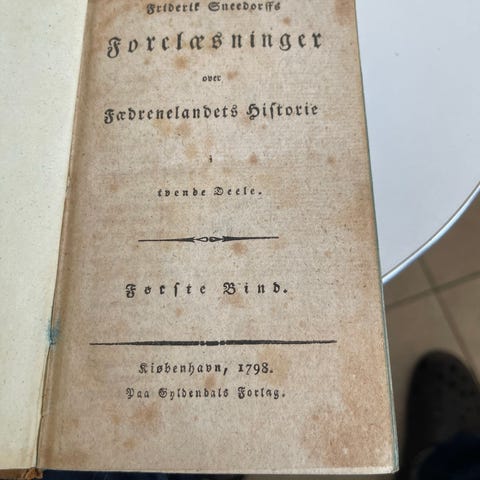 Friderik Sneedorffs
Forelæsninger
over
Fædrenelandets Historie
i
tvende Deele.
Første Bind.
Kiøbenhavn, 1798.
Paa Gyldendals Forlag.